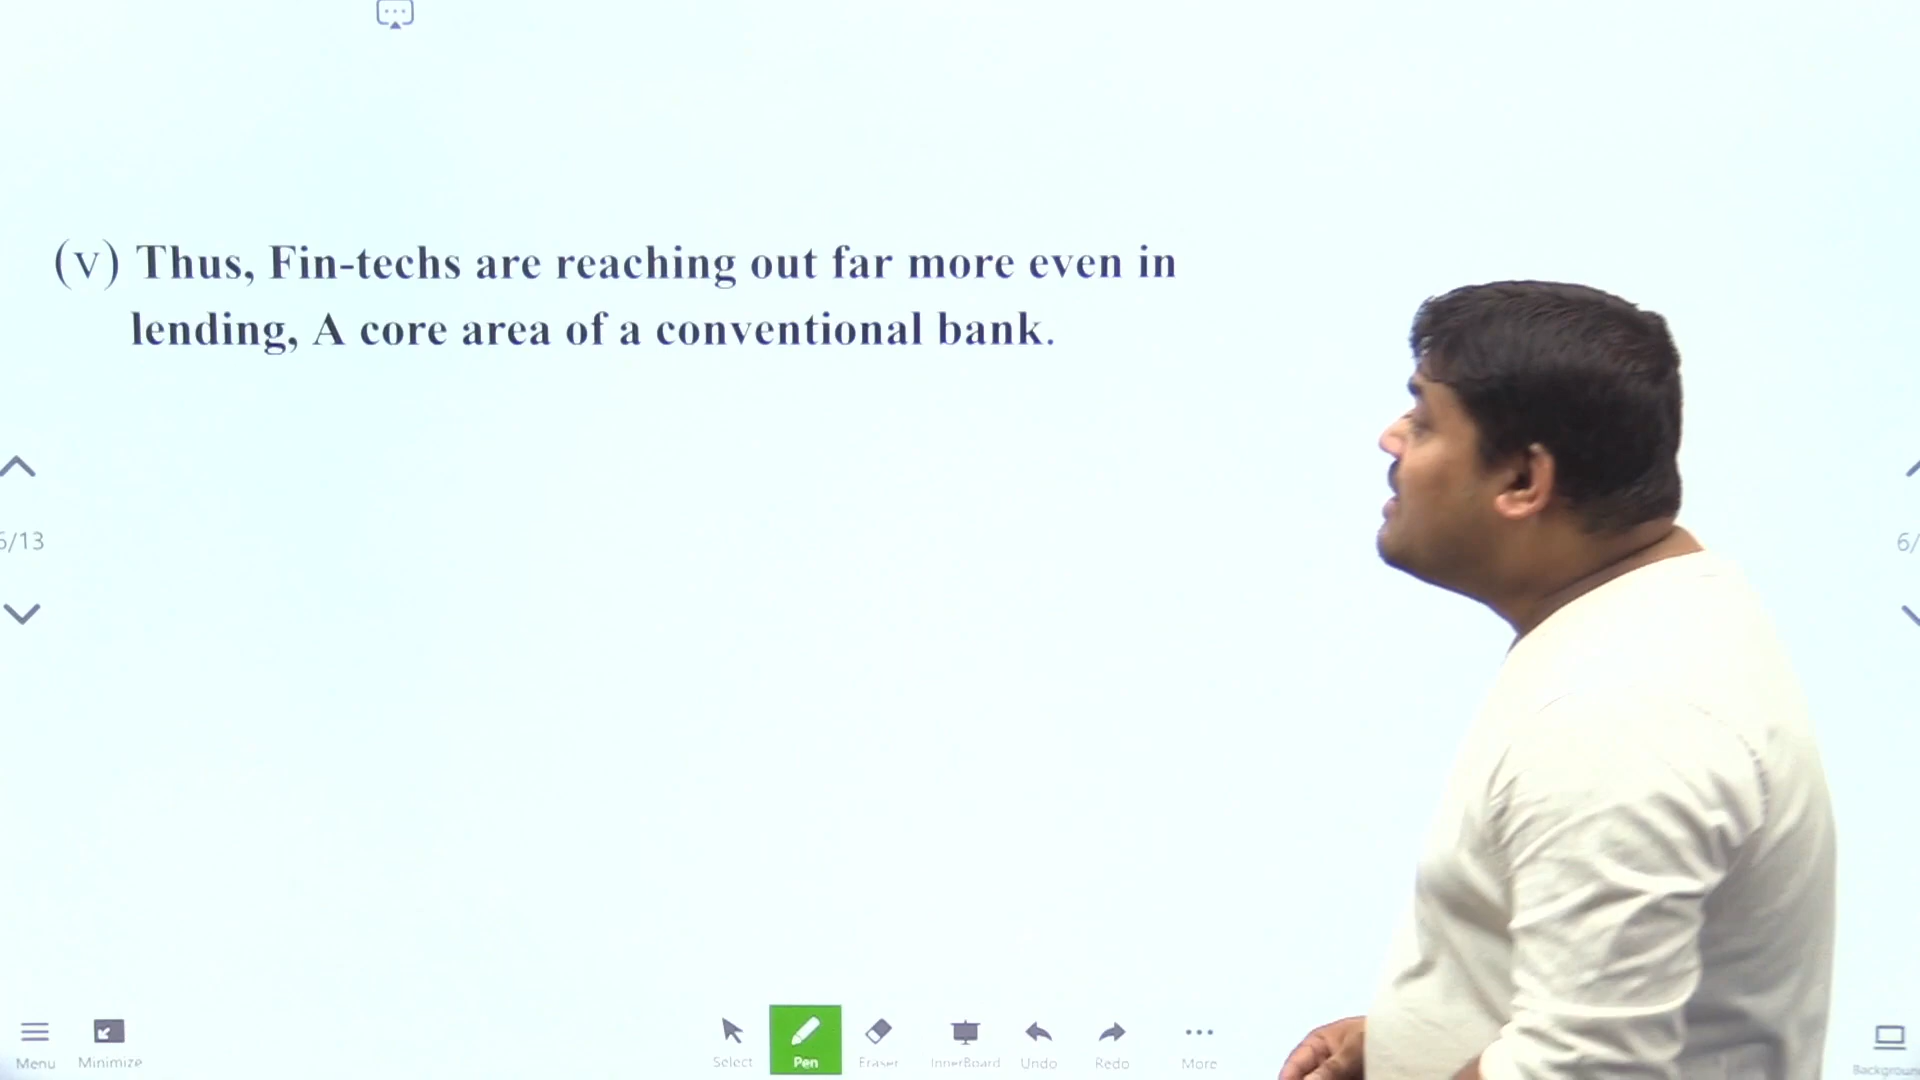 (v) Thus, Fin-techs are reaching out far more even in
lending, A core area of a conventional bank.
6/13
6/
Menu
Minimize
Select
Pen
Eraser
InnerBoard
Undo
Redo
More